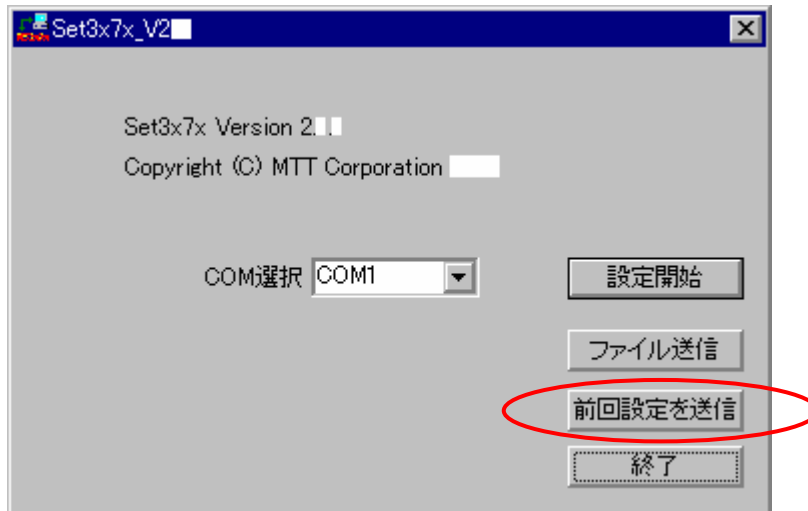 Set3x7x_V2
Set3x7x Version 2. .
Copyright (C) MTT Corporation
COM選択 COM1
設定開始
ファイル送信
前回設定を送信
終了